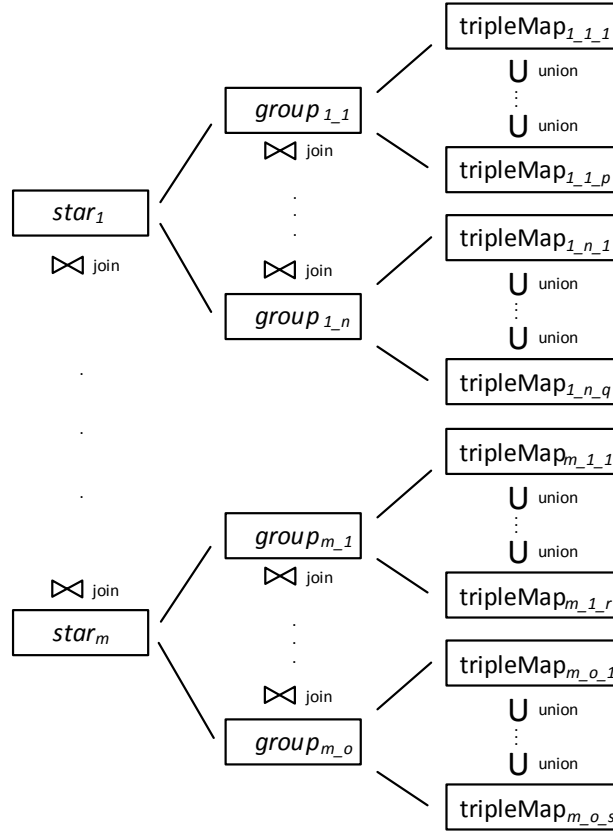 tripleMap1_1_1
∪ union
∪ union
tripleMap1_1_p
group1_1
⋈ join
star1
⋈ join
⋈ join
group1_n
tripleMap1_n_1
∪ union
∪ union
tripleMap1_n_q
tripleMapm_1_1
∪ union
∪ union
tripleMapm_1_r
groupm_1
⋈ join
⋈ join
starm
⋈ join
groupm_o
tripleMapm_o_1
∪ union
∪ union
tripleMapm_o_s